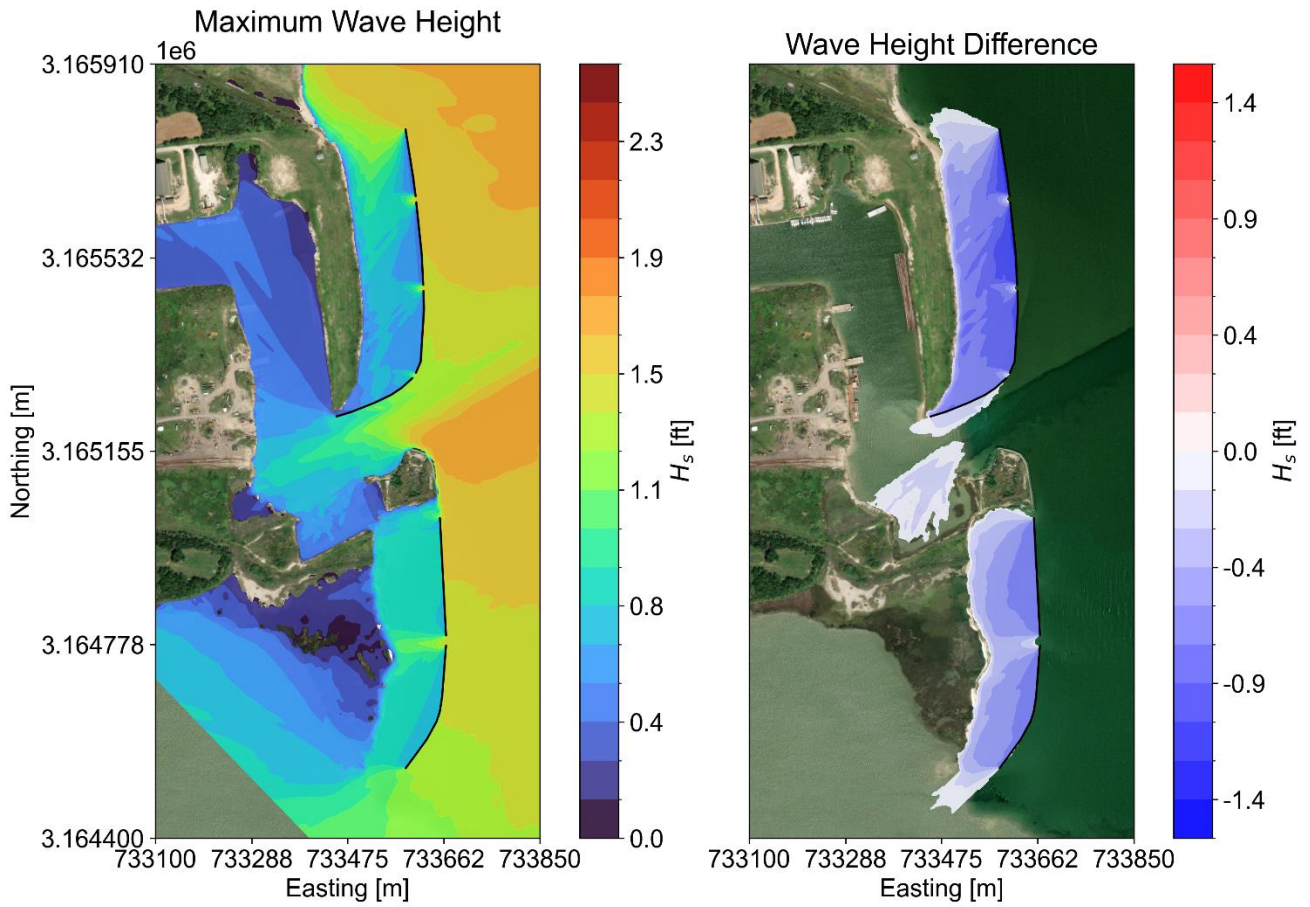 Maximum Wave Height
1e6
3.165910
3.165532
3.165155
3.164778
3.164400
Northing [m]
733100 733288 733475 733662 733850
Easting [m]
2.3
1.9
1.5
1.1
0.8
0.4
0.0
H_s [ft]
Wave Height Difference
733100 733288 733475 733662 733850
Easting [m]
1.4
0.9
0.4
0.0
-0.4
-0.9
-1.4
H_s [ft]